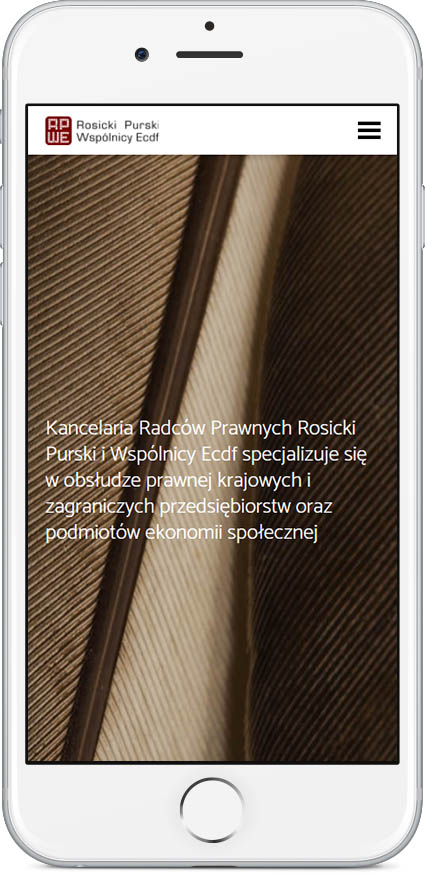 RP
WE
Rosicki Purski
Wspólnicy Ecdf
Kancelaria Radców Prawnych Rosicki
Purski i Wspólnicy Ecdf specjalizuje się
w obsłudze prawnej krajowych i
zagraniczych przedsiębiorstw oraz
podmiotów ekonomii społecznej